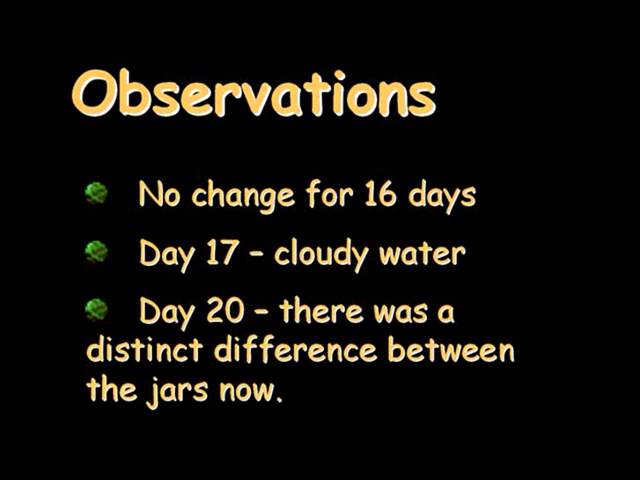 Observations
No change for 16 days
Day 17 – cloudy water
Day 20 – there was a
distinct difference between
the jars now.